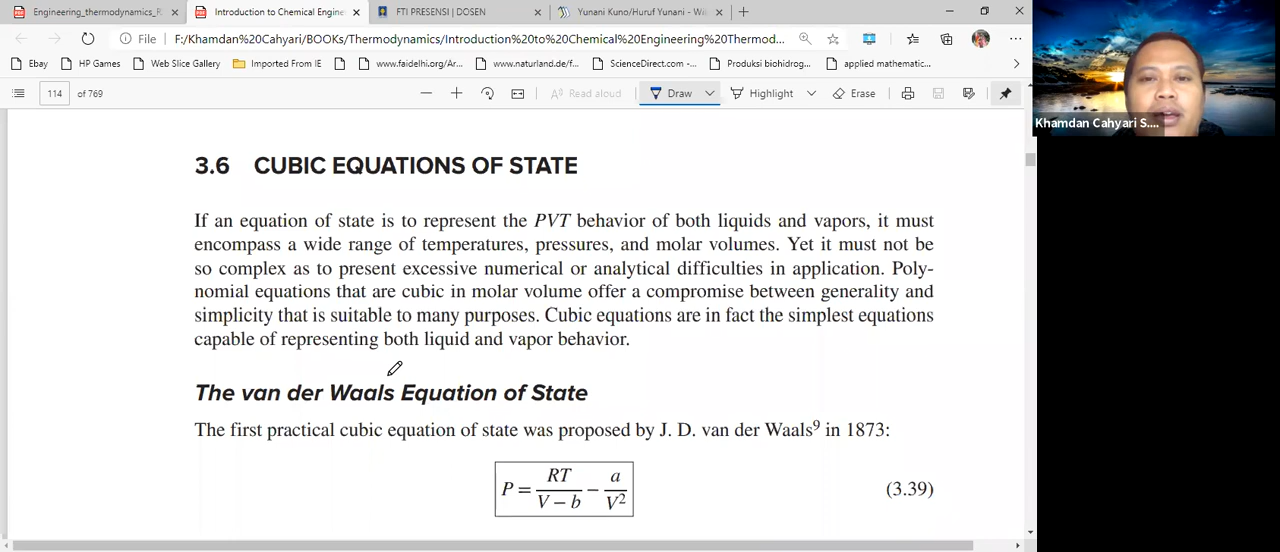 Engineering_thermodynamics_R
Introduction to Chemical Engine
FTI PRESENSI | DOSEN
Yunani Kuno/Huruf Yunani - Wi
File
F:/Khamdan%20Cahyari/BOOKs/Thermodynamics/Introduction%20to%20Chemical%20Engineering%20Thermod...
Ebay
HP Games
Web Slice Gallery
Imported From IE
www.faidelhi.org/Ar...
www.naturland.de/f...
ScienceDirect.com -...
Produksi biohidrog...
applied mathematic...
114 of 769
Read aloud
Draw
Highlight
Erase
Khamdan Cahyari S....
3.6 CUBIC EQUATIONS OF STATE
If an equation of state is to represent the PVT behavior of both liquids and vapors, it must
encompass a wide range of temperatures, pressures, and molar volumes. Yet it must not be
so complex as to present excessive numerical or analytical difficulties in application. Poly-
nomial equations that are cubic in molar volume offer a compromise between generality and
simplicity that is suitable to many purposes. Cubic equations are in fact the simplest equations
capable of representing both liquid and vapor behavior.
The van der Waals Equation of State
The first practical cubic equation of state was proposed by J. D. van der Waals⁹ in 1873:
P = RT/(V − b) − a/V² (3.39)